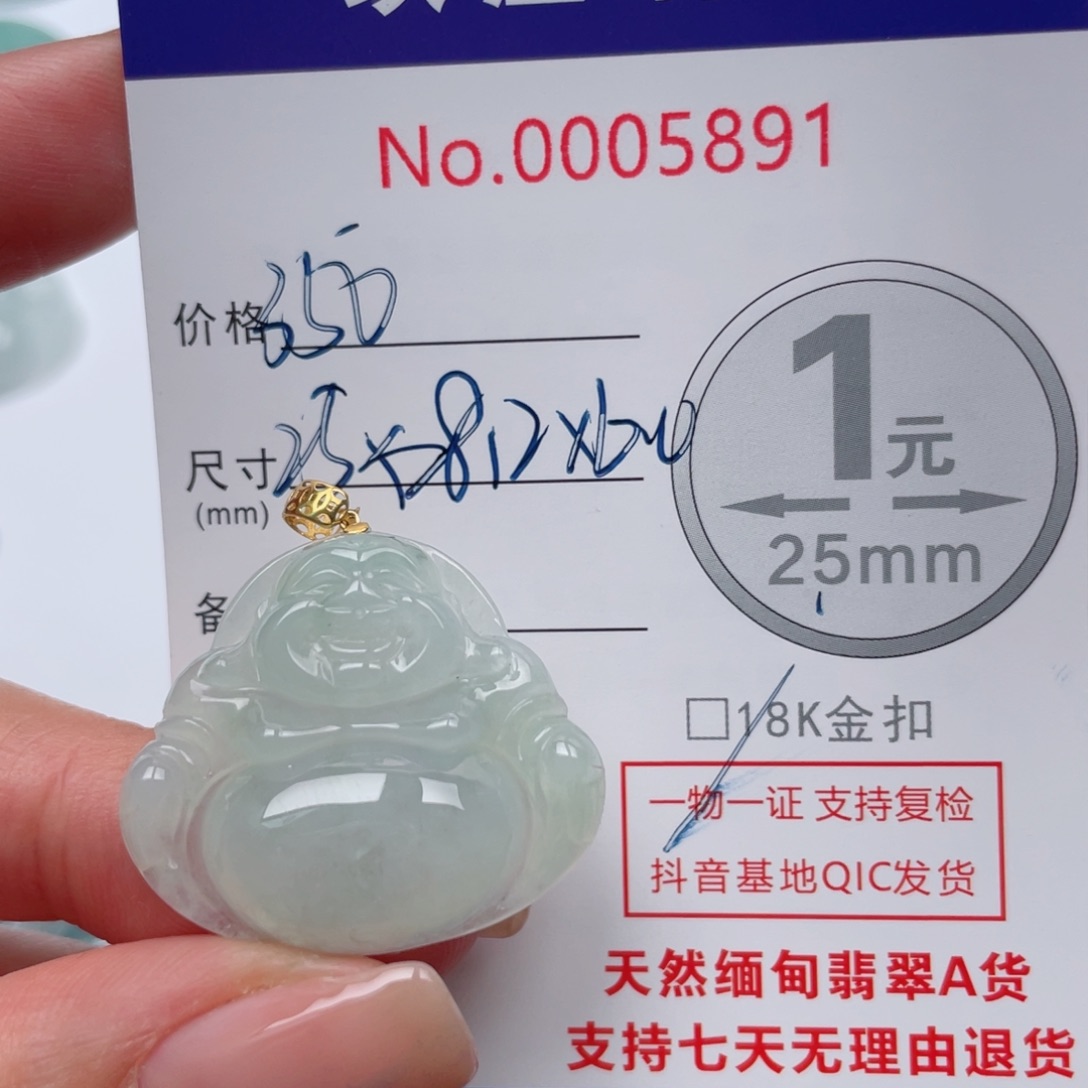 No.0005891
价格 650
尺寸
(mm)
1元
25mm
□18K金扣
一物一证 支持复检
抖音基地QIC发货
天然缅甸翡翠A货
支持七天无理由退货